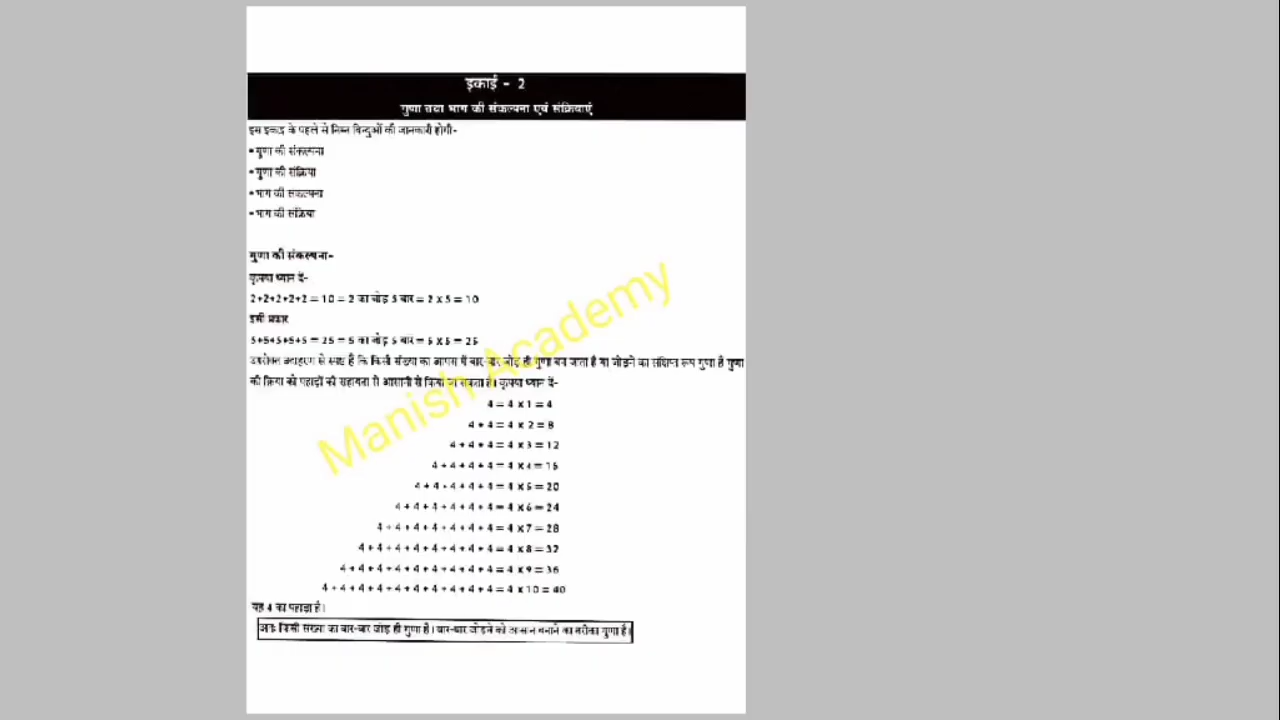 इकाई - 2
गुणा तथा भाग की संकल्पना एवं संक्रियाएं
इस इकाइ के पहले से निम्न विन्दुओं की जानकारी होगी-
• गुणा की संकल्पना
• गुणा की संक्रिया
• भाग की संकल्पना
• भाग की संक्रिया
गुणा की संकल्पना-
कृपया ध्यान दें-
2+2+2+2+2 = 10 = 2 का जोड़ 5 बार = 2 x 5 = 10
इसी प्रकार
5+5+5+5+5 = 25 = 5 का जोड़ 5 बार = 5 x 5 = 25
उपरोक्त उदाहरण से स्पष्ट है कि किसी संख्या का आपस में बार-बार जोड़ ही गुणा बन जाता है या जोड़ने का संक्षिप्त रूप गुणा है गुणा
की क्रिया को पहाड़ों की सहायता से आसानी से किया जा सकता है। कृपया ध्यान दें-
4 = 4 x 1 = 4
4 + 4 = 4 x 2 = 8
4 + 4 + 4 = 4 x 3 = 12
4 + 4 + 4 + 4 = 4 x 4 = 16
4 + 4 + 4 + 4 + 4 = 4 x 5 = 20
4 + 4 + 4 + 4 + 4 + 4 = 4 x 6 = 24
4 + 4 + 4 + 4 + 4 + 4 + 4 = 4 x 7 = 28
4 + 4 + 4 + 4 + 4 + 4 + 4 + 4 = 4 x 8 = 32
4 + 4 + 4 + 4 + 4 + 4 + 4 + 4 + 4 = 4 x 9 = 36
4 + 4 + 4 + 4 + 4 + 4 + 4 + 4 + 4 + 4 = 4 x 10 = 40
यह 4 का पहाड़ा है।
अतः किसी संख्या का बार-बार जोड़ ही गुणा है। बार-बार जोड़ने को आसान बनाने का तरीका गुणा है।
Manish Academy